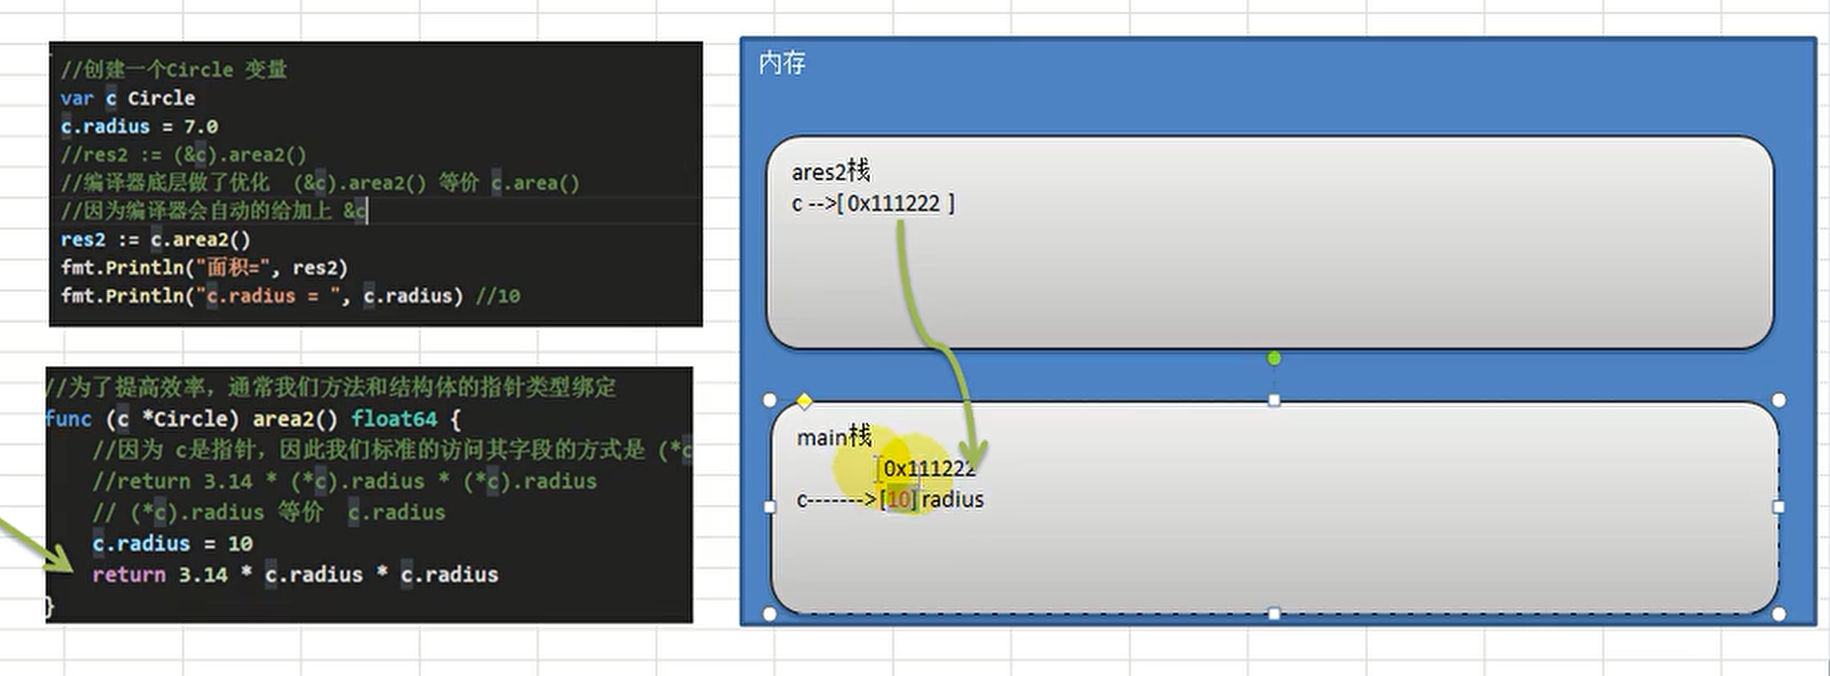 //创建一个Circle 变量
var c Circle
c.radius = 7.0
//res2 := (&c).area2()
//编译器底层做了优化  (&c).area2() 等价 c.area()
//因为编译器会自动的给加上 &c
res2 := c.area2()
fmt.Println("面积=", res2)
fmt.Println("c.radius = ", c.radius) //10
//为了提高效率，通常我们方法和结构体的指针类型绑定
func (c *Circle) area2() float64 {
//因为 c是指针，因此我们标准的访问其字段的方式是 (*c
//return 3.14 * (*c).radius * (*c).radius
// (*c).radius 等价  c.radius
c.radius = 10
return 3.14 * c.radius * c.radius
}
内存
ares2栈
c -->[ 0x111222 ]
main栈
0x111222
c------->[10] radius